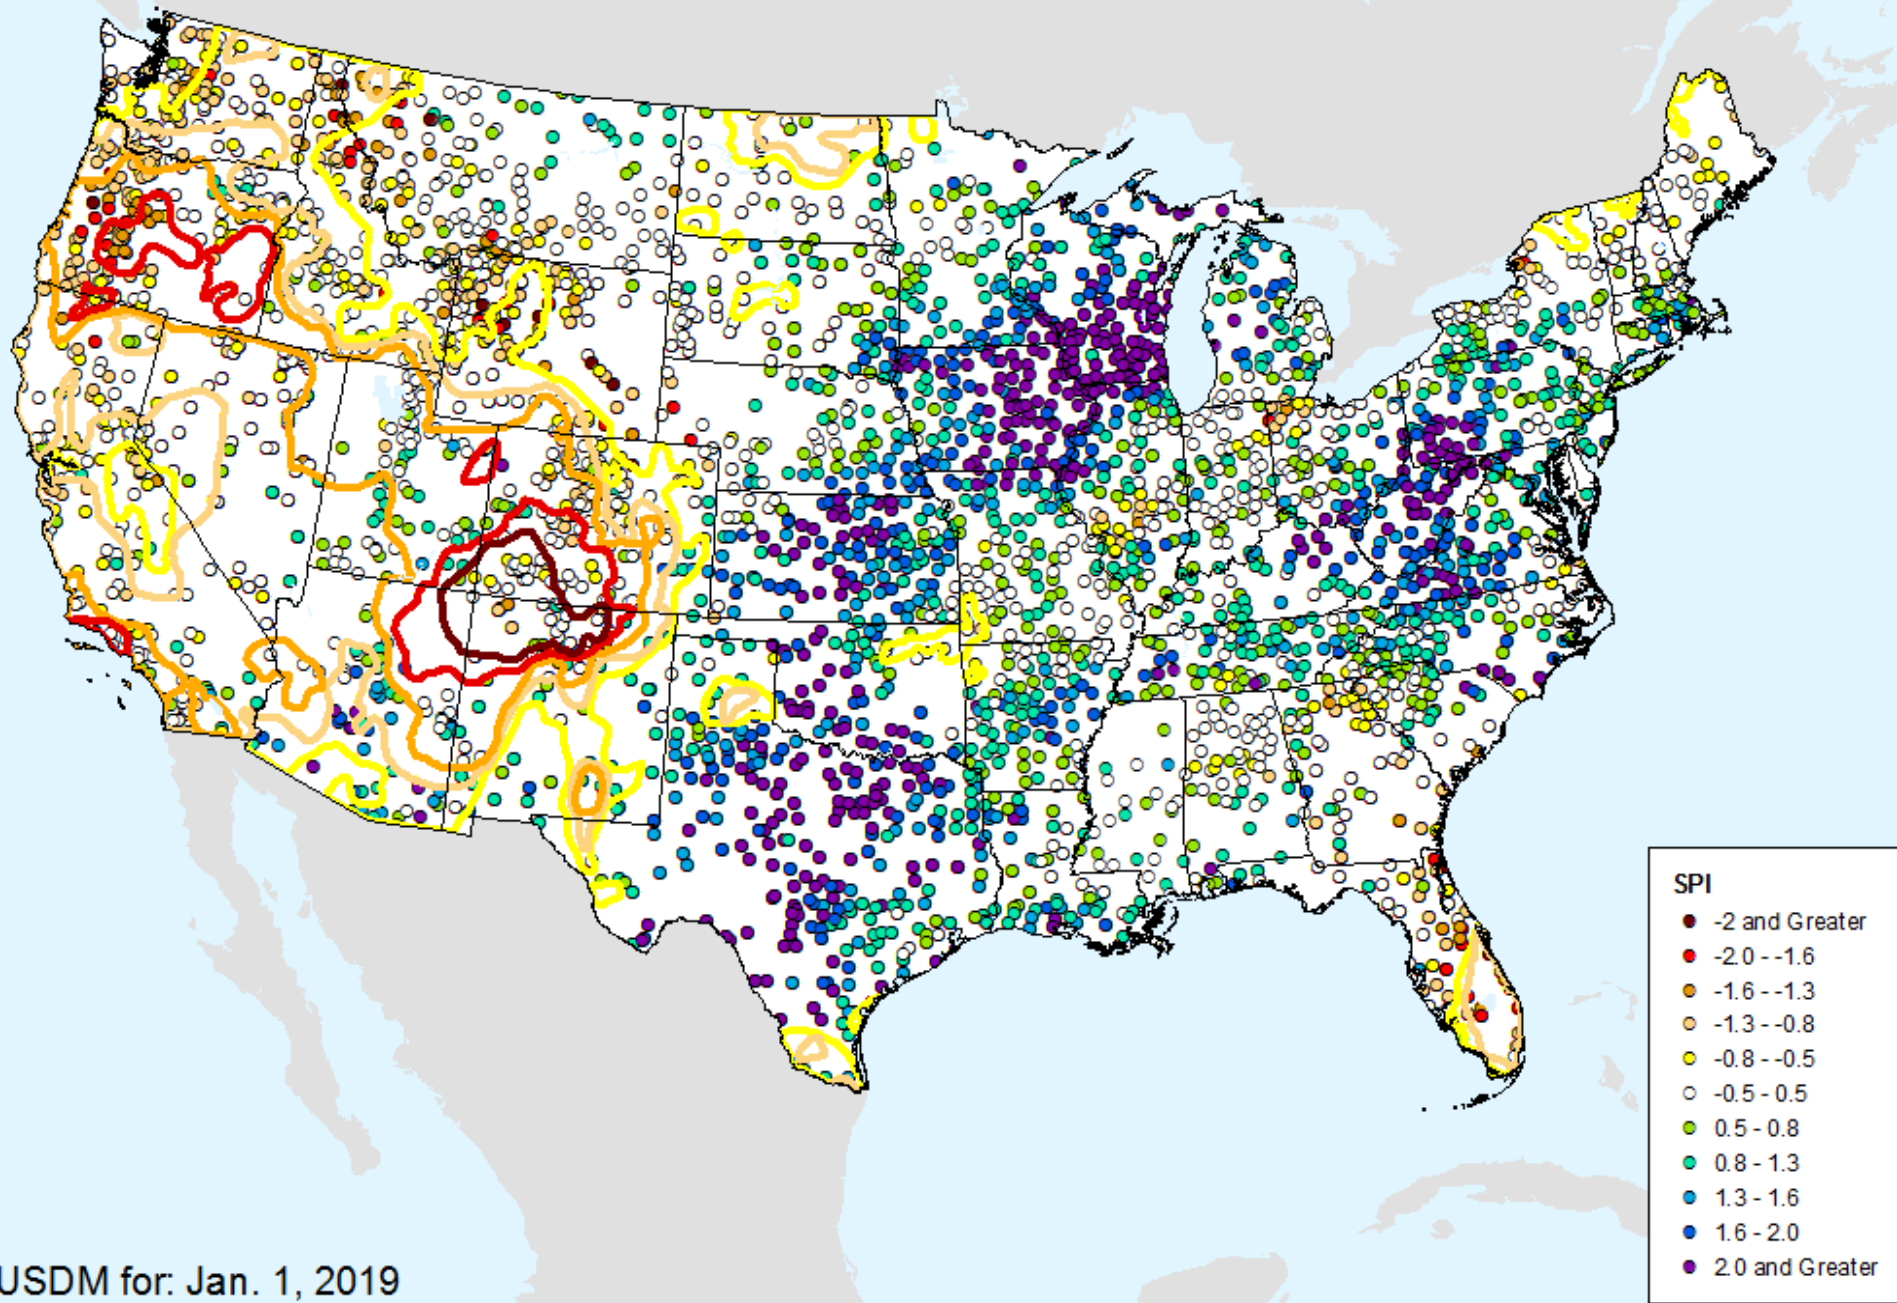 SPI
-2 and Greater
-2.0 - -1.6
-1.6 - -1.3
-1.3 - -0.8
-0.8 - -0.5
-0.5 - 0.5
0.5 - 0.8
0.8 - 1.3
1.3 - 1.6
1.6 - 2.0
2.0 and Greater
USDM for: Jan. 1, 2019